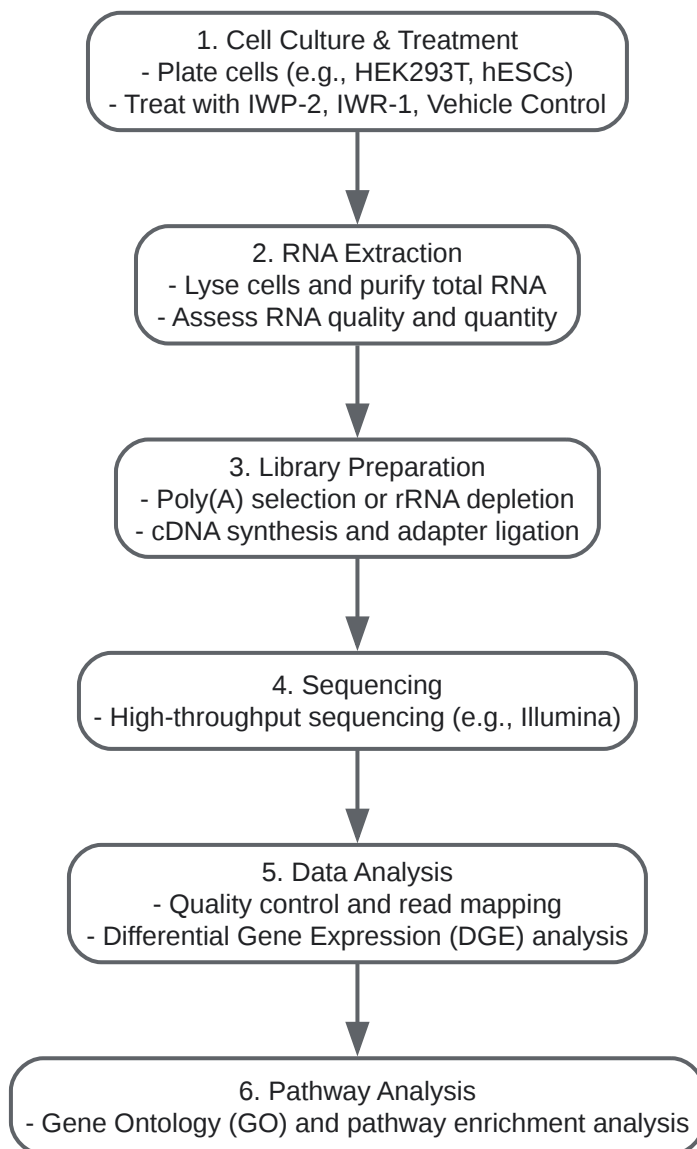 1. Cell Culture & Treatment
- Plate cells (e.g., HEK293T, hESCs)
- Treat with IWP-2, IWR-1, Vehicle Control
2. RNA Extraction
- Lyse cells and purify total RNA
- Assess RNA quality and quantity
3. Library Preparation
- Poly(A) selection or rRNA depletion
- cDNA synthesis and adapter ligation
4. Sequencing
- High-throughput sequencing (e.g., Illumina)
5. Data Analysis
- Quality control and read mapping
- Differential Gene Expression (DGE) analysis
6. Pathway Analysis
- Gene Ontology (GO) and pathway enrichment analysis